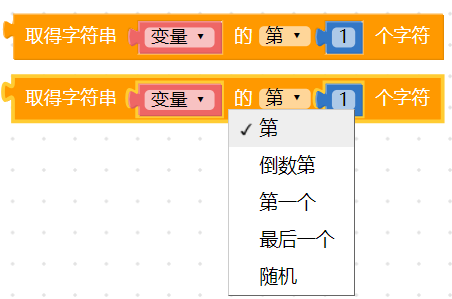 取得字符串 变量 的 第 1 个字符
取得字符串 变量 的 第 1 个字符
第
倒数第
第一个
最后一个
随机